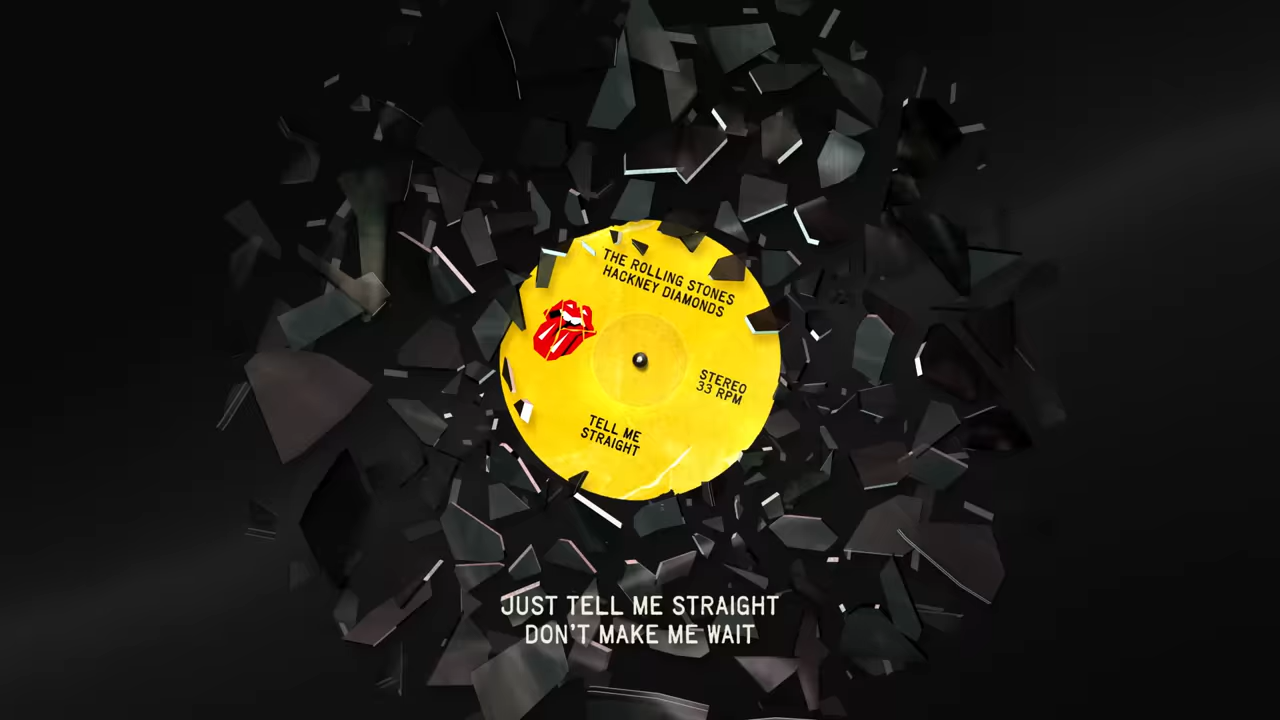 THE ROLLING STONES
HACKNEY DIAMONDS
STEREO
33 RPM
TELL ME
STRAIGHT
JUST TELL ME STRAIGHT
DON'T MAKE ME WAIT